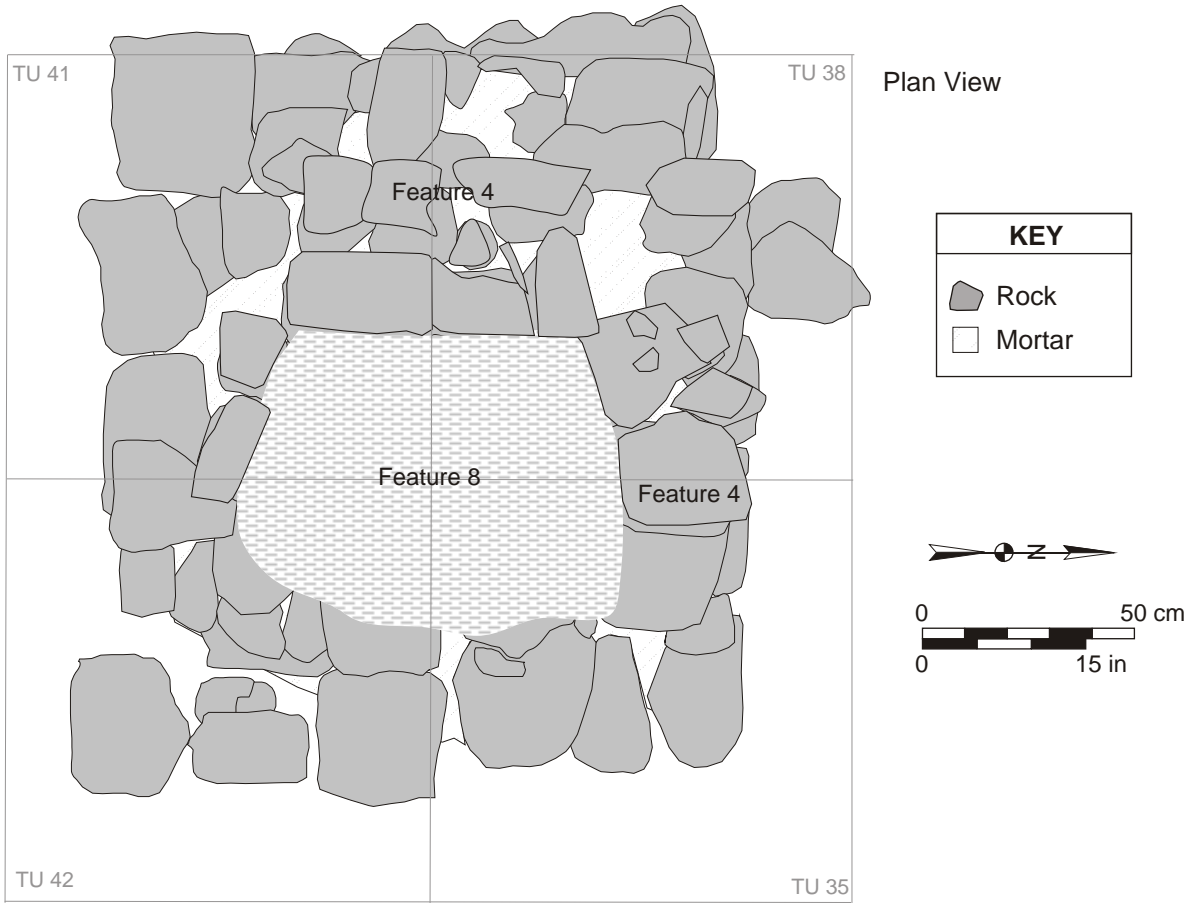 TU 41
TU 38
Plan View
Feature 4
KEY
Rock
Mortar
Feature 8
Feature 4
N
0 50 cm
0 15 in
TU 42
TU 35